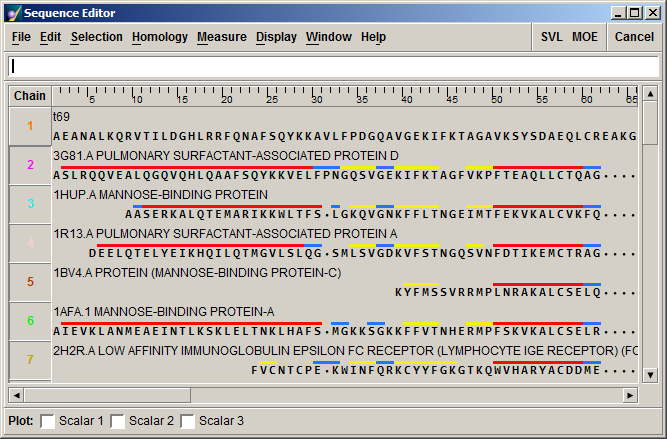 Sequence Editor
File Edit Selection Homology Measure Display Window Help SVL MOE Cancel
Chain 5 10 15 20 25 30 35 40 45 50 55 60 65
t69
1 AEANALKQRVTILDGHLRRFQNAFSQYKKAVLFPDGQAVGEKIFKTAGAVKSYSDAEQLCREAKG
3G81.A PULMONARY SURFACTANT-ASSOCIATED PROTEIN D
2 ASLRQQVEALQGQVQHLQAAFSQYKKVELFPNGQSVGEKIFKTAGFVKPFTEAQLLCTQAG····
1HUP.A MANNOSE-BINDING PROTEIN
3 AASERKALQTEMARIKKWLTFS·LGKQVGNKFFLTNGEIMTFEKVKALCVKFQ····
1R13.A PULMONARY SURFACTANT-ASSOCIATED PROTEIN A
4 DEELQTELYEIKHQILQTMGVLSLQG·SMLSVGDKVFSTNGQSVNFDTIKEMCTRAG····
1BV4.A PROTEIN (MANNOSE-BINDING PROTEIN-C)
5 KYFMSSVRRMPLNRAKALCSELQ····
1AFA.1 MANNOSE-BINDING PROTEIN-A
6 AIEVKLANMEAEINTLKSKLELTNKLHAFS·MGKKSGKKFFVTNHERMPFSKVKALCSELR····
2H2R.A LOW AFFINITY IMMUNOGLOBULIN EPSILON FC RECEPTOR (LYMPHOCYTE IGE RECEPTOR) (FC
7 FVCNTCPE·KWINFQRKCYYFGKGTKQWVHARYACDDME····
Plot: Scalar 1 Scalar 2 Scalar 3